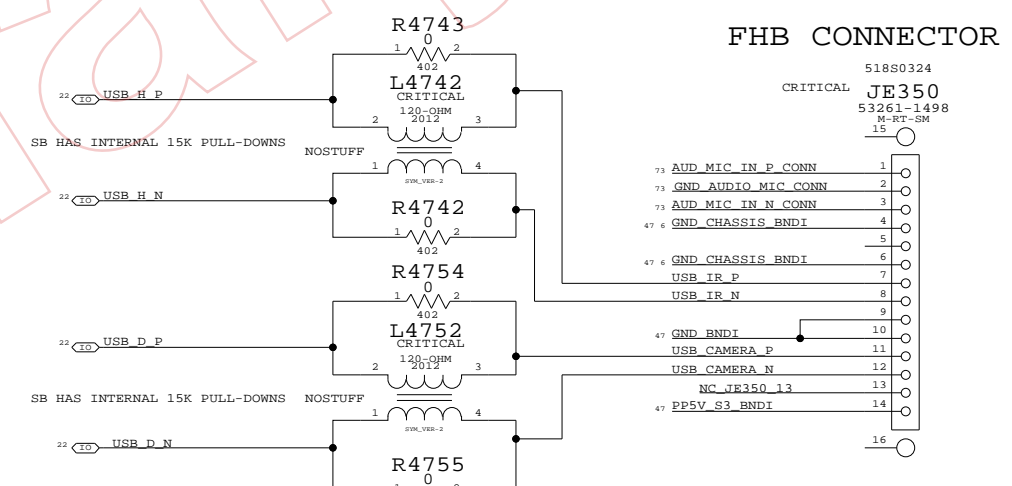 R4743
0
1 2
402
FHB CONNECTOR
518S0324
CRITICAL JE350
53261-1498
M-RT-SM
15
22 IO USB_H_P
L4742
CRITICAL
120-OHM
2012
2 3
SB HAS INTERNAL 15K PULL-DOWNS
NOSTUFF
1 4
SYM_VER-2
22 IO USB_H_N
R4742
0
1 2
402
73 AUD_MIC_IN_P_CONN 1
73 GND_AUDIO_MIC_CONN 2
73 AUD_MIC_IN_N_CONN 3
47 6 GND_CHASSIS_BNDI 4
5
47 6 GND_CHASSIS_BNDI 6
USB_IR_P 7
USB_IR_N 8
9
47 GND_BNDI 10
USB_CAMERA_P 11
USB_CAMERA_N 12
NC_JE350_13 13
47 PP5V_S3_BNDI 14
16
R4754
0
1 2
402
22 IO USB_D_P
L4752
CRITICAL
120-OHM
2012
2 3
SB HAS INTERNAL 15K PULL-DOWNS NOSTUFF
1 4
SYM_VER-2
22 IO USB_D_N
R4755
0